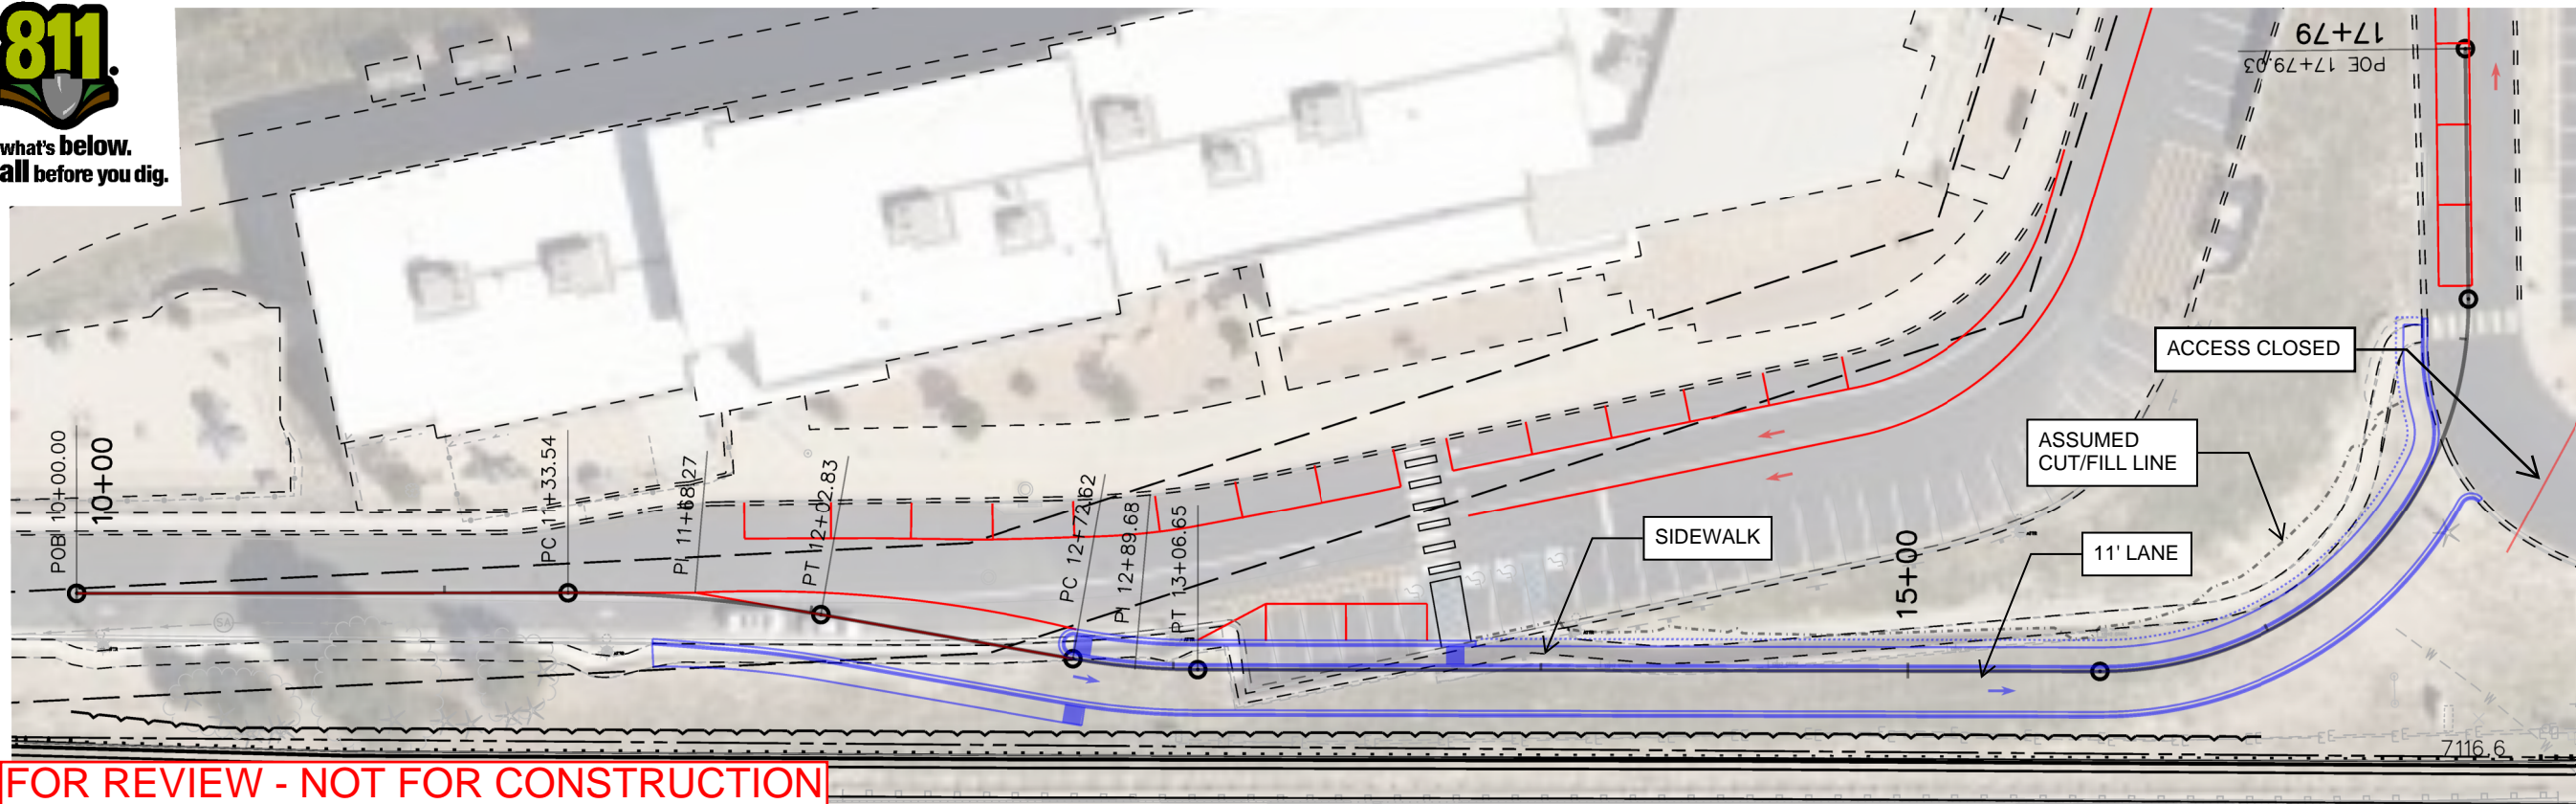 811.
what's below.
all before you dig.
17+79
POE 17+79.03
POB 10+00.00
10+00
PC 11+33.54
PI 11+68.27
PT 12+02.83
PC 12+72.62
PI 12+89.68
PT 13+06.65
ACCESS CLOSED
ASSUMED
CUT/FILL LINE
SIDEWALK
11' LANE
15+00
SA
W
W
E
E
7116.6
FOR REVIEW - NOT FOR CONSTRUCTION